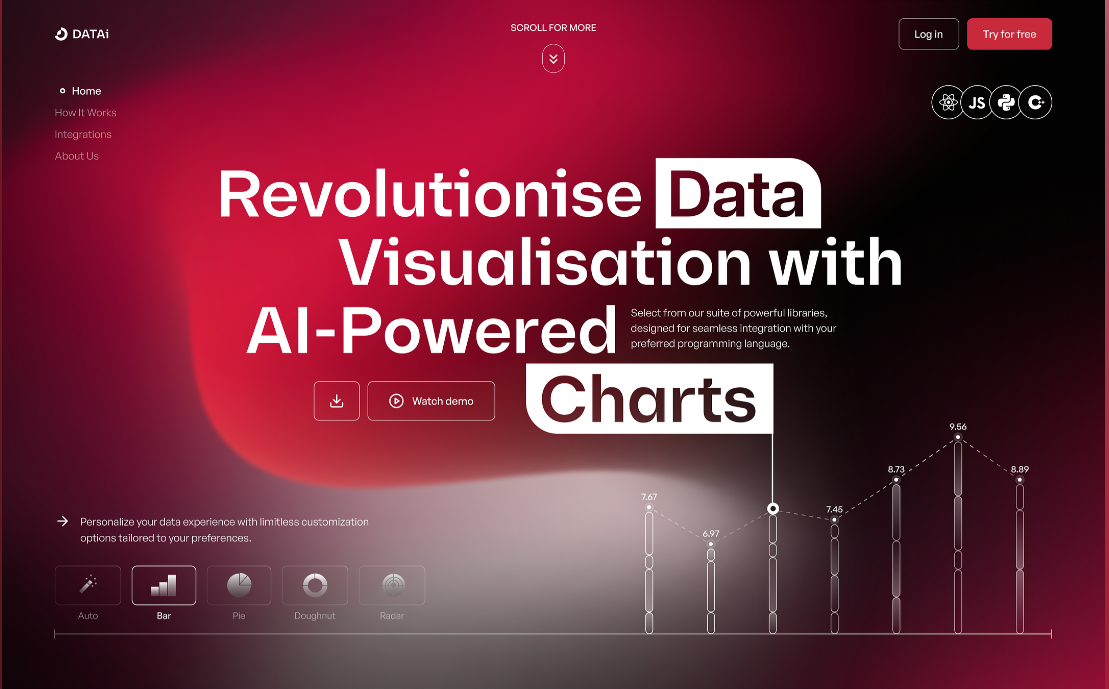 DATAi
SCROLL FOR MORE
Log in
Try for free
Home
How It Works
Integrations
About Us
JS
C++
Revolutionise Data
Visualisation with
AI-Powered
Select from our suite of powerful libraries,
designed for seamless integration with your
preferred programming language.
Charts
Watch demo
Personalize your data experience with limitless customization
options tailored to your preferences.
Auto
Bar
Pie
Doughnut
Radar
7.67
6.97
7.45
8.73
9.56
8.89